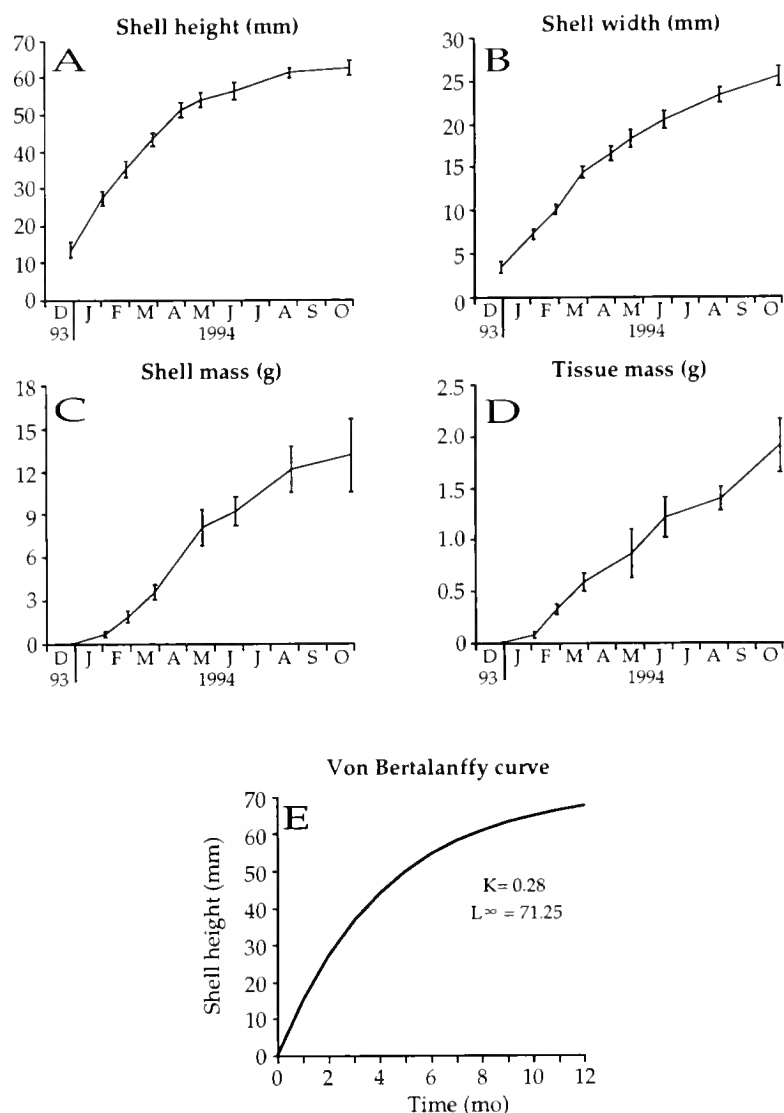 Shell height (mm)
A
70
60
50
40
30
20
10
0
D J F M A M J J A S O
93 1994
Shell width (mm)
B
30
25
20
15
10
5
0
D J F M A M J J A S O
93 1994
Shell mass (g)
C
18
15
12
9
6
3
0
D J F M A M J J A S O
93 1994
Tissue mass (g)
D
2.5
2.0
1.5
1.0
0.5
0
D J F M A M J J A S O
93 1994
Von Bertalanffy curve
E
Shell height (mm)
70
60
50
40
30
20
10
0
K= 0.28
L∞ = 71.25
0 2 4 6 8 10 12
Time (mo)